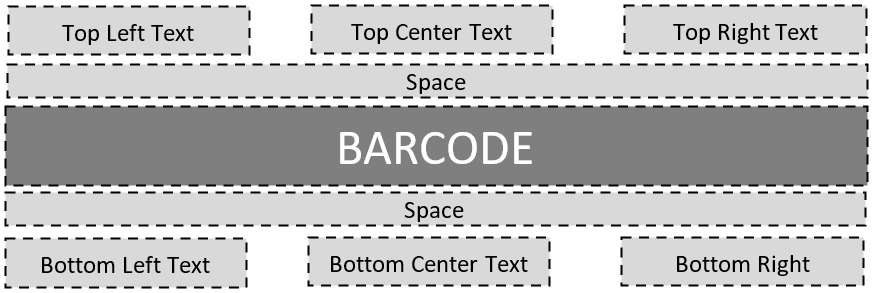 Top Left Text Top Center Text Top Right Text
Space
BARCODE
Space
Bottom Left Text Bottom Center Text Bottom Right